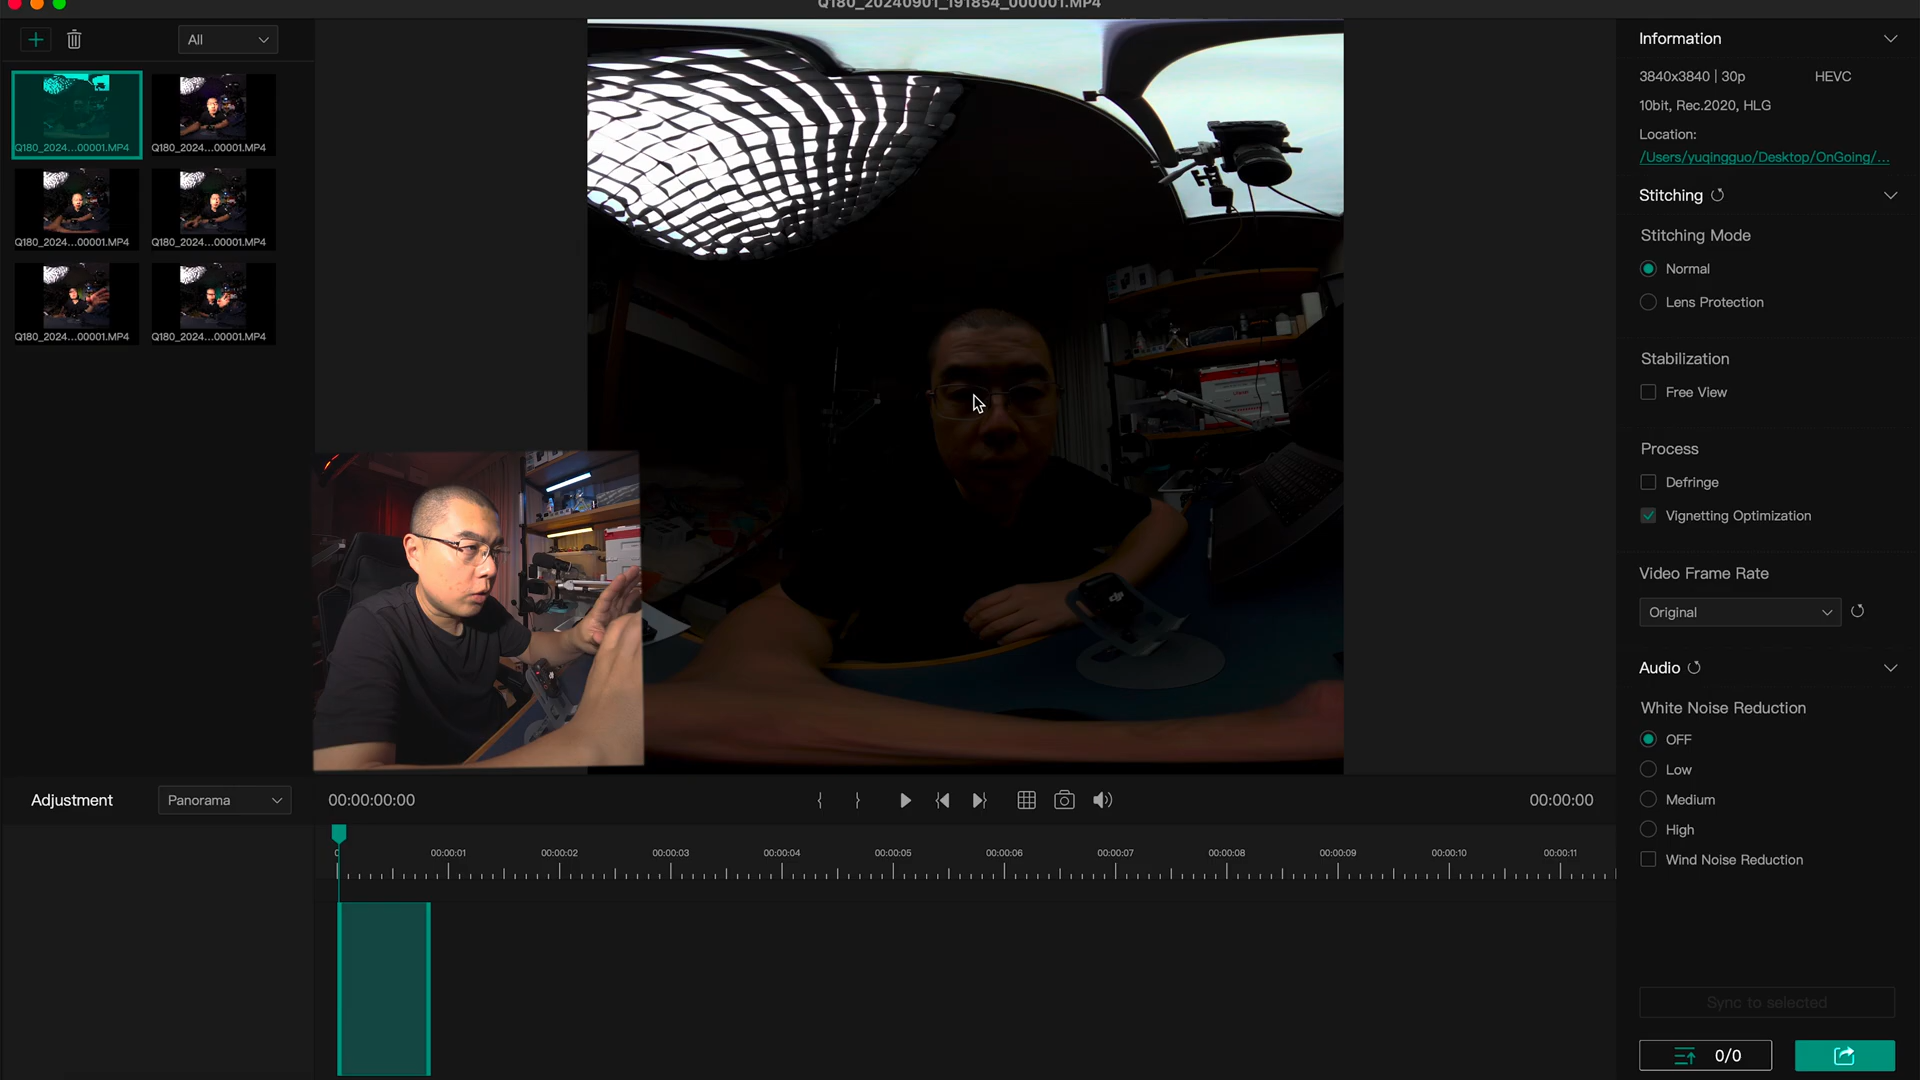 Q180_20240901_191854_000001.MP4
All
Information
3840x3840 | 30p
HEVC
10bit, Rec.2020, HLG
Location:
/Users/yuqingguo/Desktop/OnGoing/...
Q180_2024...00001.MP4
Q180_2024...00001.MP4
Q180_2024...00001.MP4
Q180_2024...00001.MP4
Q180_2024...00001.MP4
Q180_2024...00001.MP4
Stitching
Stitching Mode
Normal
Lens Protection
Stabilization
Free View
Process
Defringe
Vignetting Optimization
Video Frame Rate
Original
Audio
White Noise Reduction
OFF
Low
Medium
High
Wind Noise Reduction
Adjustment
Panorama
00:00:00:00
00:00:00
0
00:00:01
00:00:02
00:00:03
00:00:04
00:00:05
00:00:06
00:00:07
00:00:08
00:00:09
00:00:10
00:00:11
Sync to selected
0/0